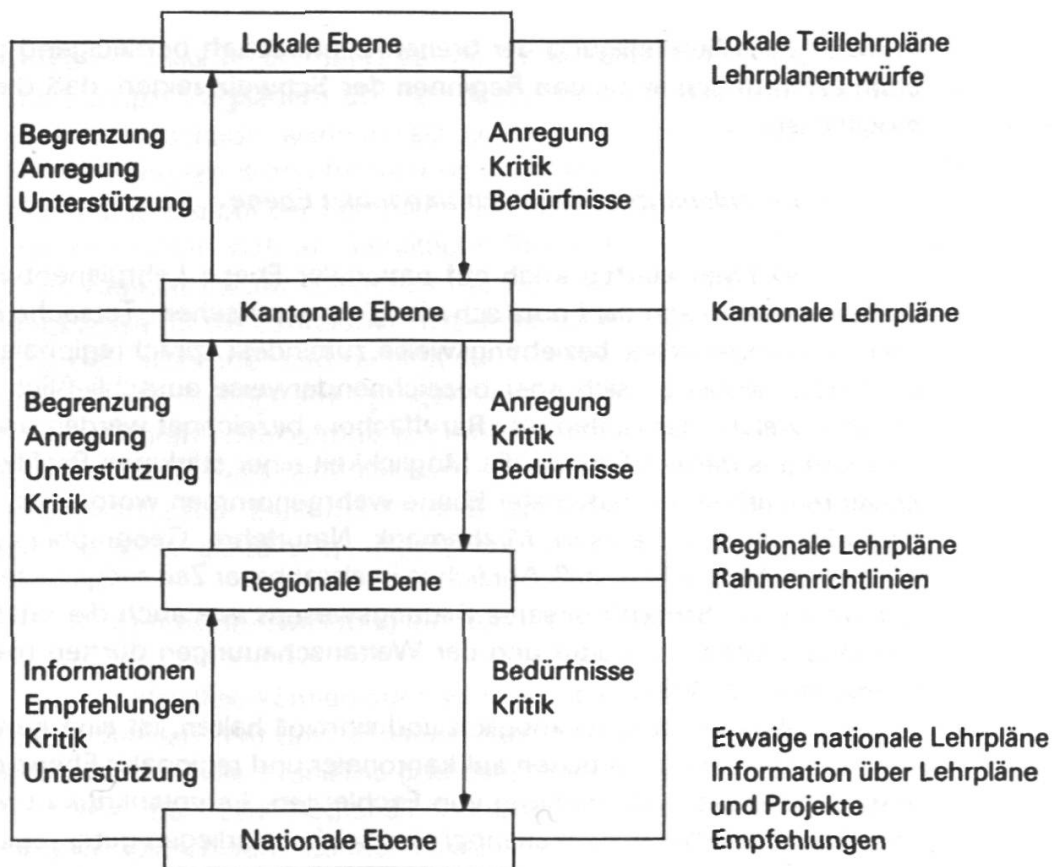 Lokale Ebene
Lokale Teillehrpläne
Lehrplanentwürfe
Begrenzung
Anregung
Unterstützung
Anregung
Kritik
Bedürfnisse
Kantonale Ebene
Kantonale Lehrpläne
Begrenzung
Anregung
Unterstützung
Kritik
Anregung
Kritik
Bedürfnisse
Regionale Ebene
Regionale Lehrpläne
Rahmenrichtlinien
Informationen
Empfehlungen
Kritik
Unterstützung
Bedürfnisse
Kritik
Nationale Ebene
Etwaige nationale Lehrpläne
Information über Lehrpläne
und Projekte
Empfehlungen